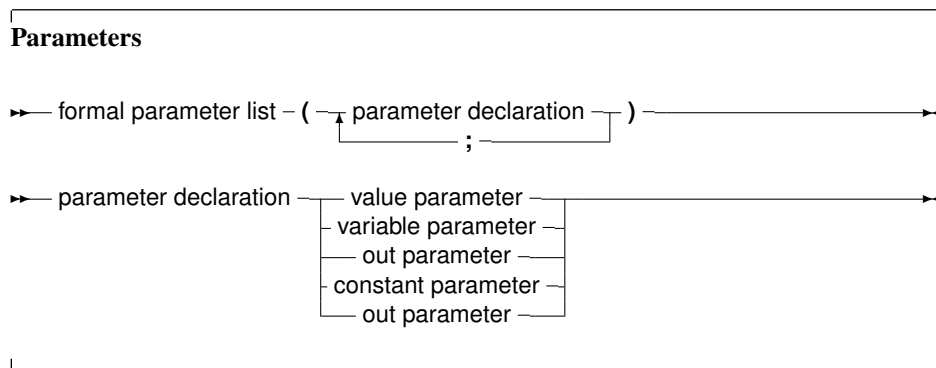 Parameters
formal parameter list ( parameter declaration )
;
parameter declaration value parameter
variable parameter
out parameter
constant parameter
out parameter